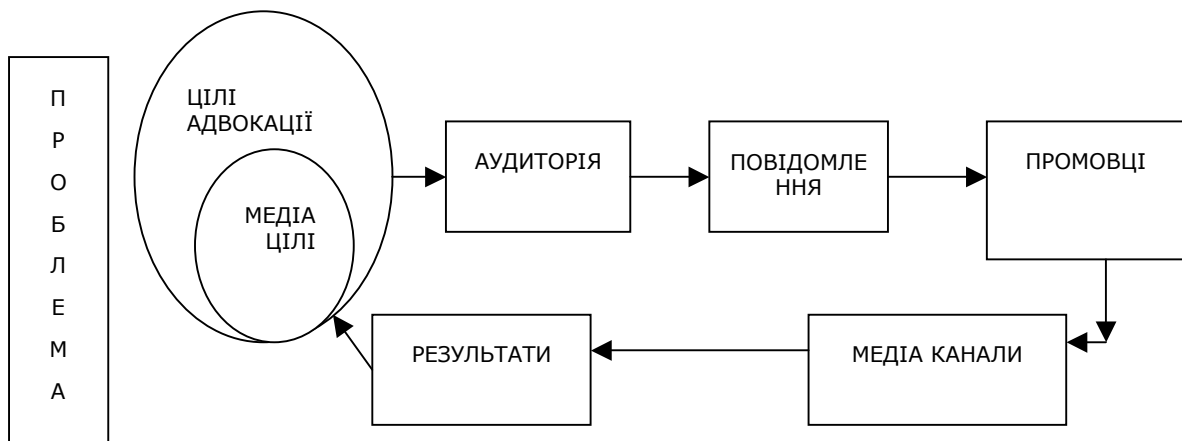 П
Р
О
Б
Л
Е
М
А
ЦІЛІ
АДВОКАЦІЇ
МЕДІА
ЦІЛІ
АУДИТОРІЯ
ПОВІДОМЛЕ
ННЯ
ПРОМОВЦІ
МЕДІА КАНАЛИ
РЕЗУЛЬТАТИ